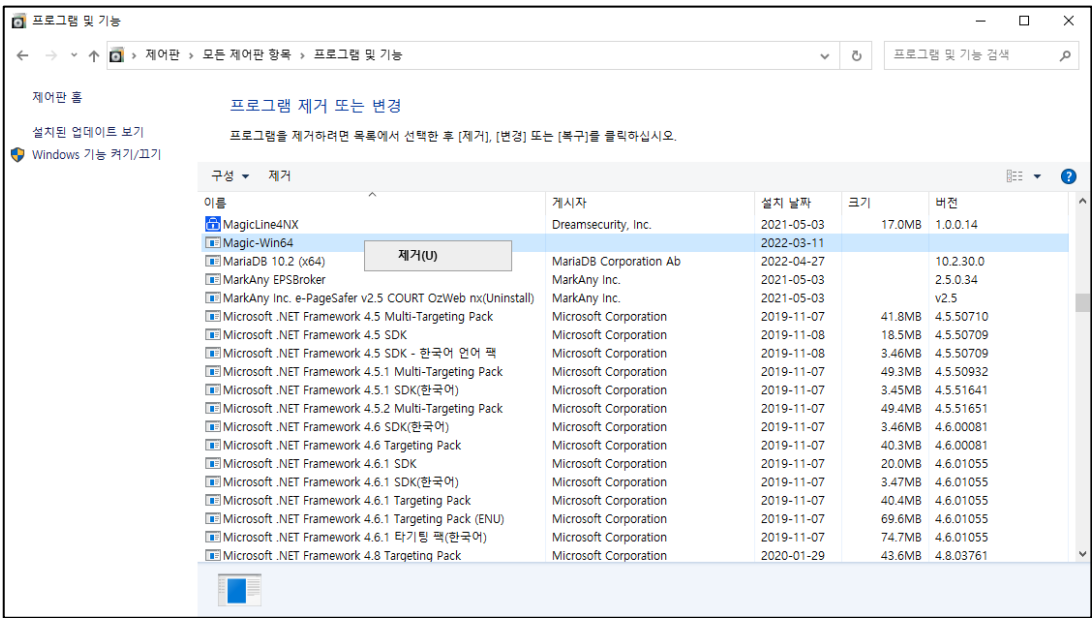 프로그램 및 기능
제어판 › 모든 제어판 항목 › 프로그램 및 기능
프로그램 및 기능 검색
제어판 홈
설치된 업데이트 보기
Windows 기능 켜기/끄기
프로그램 제거 또는 변경
프로그램을 제거하려면 목록에서 선택한 후 [제거], [변경] 또는 [복구]를 클릭하십시오.
구성 제거
이름 게시자 설치 날짜 크기 버전
MagicLine4NX Dreamsecurity, Inc. 2021-05-03 17.0MB 1.0.0.14
Magic-Win64 2022-03-11
제거(U)
MariaDB 10.2 (x64) MariaDB Corporation Ab 2022-04-27 10.2.30.0
MarkAny EPSBroker MarkAny Inc. 2021-05-03 2.5.0.34
MarkAny Inc. e-PageSafer v2.5 COURT OzWeb nx(Uninstall) MarkAny Inc. 2021-05-03 v2.5
Microsoft .NET Framework 4.5 Multi-Targeting Pack Microsoft Corporation 2019-11-07 41.8MB 4.5.50710
Microsoft .NET Framework 4.5 SDK Microsoft Corporation 2019-11-08 18.5MB 4.5.50709
Microsoft .NET Framework 4.5 SDK - 한국어 언어 팩 Microsoft Corporation 2019-11-08 3.46MB 4.5.50709
Microsoft .NET Framework 4.5.1 Multi-Targeting Pack Microsoft Corporation 2019-11-07 49.3MB 4.5.50932
Microsoft .NET Framework 4.5.1 SDK(한국어) Microsoft Corporation 2019-11-07 3.45MB 4.5.51641
Microsoft .NET Framework 4.5.2 Multi-Targeting Pack Microsoft Corporation 2019-11-07 49.4MB 4.5.51651
Microsoft .NET Framework 4.6 SDK(한국어) Microsoft Corporation 2019-11-07 3.46MB 4.6.00081
Microsoft .NET Framework 4.6 Targeting Pack Microsoft Corporation 2019-11-07 40.3MB 4.6.00081
Microsoft .NET Framework 4.6.1 SDK Microsoft Corporation 2019-11-07 20.0MB 4.6.01055
Microsoft .NET Framework 4.6.1 SDK(한국어) Microsoft Corporation 2019-11-07 3.47MB 4.6.01055
Microsoft .NET Framework 4.6.1 Targeting Pack Microsoft Corporation 2019-11-07 40.4MB 4.6.01055
Microsoft .NET Framework 4.6.1 Targeting Pack (ENU) Microsoft Corporation 2019-11-07 69.6MB 4.6.01055
Microsoft .NET Framework 4.6.1 타기팅 팩(한국어) Microsoft Corporation 2019-11-07 74.7MB 4.6.01055
Microsoft .NET Framework 4.8 Targeting Pack Microsoft Corporation 2020-01-29 43.6MB 4.8.03761